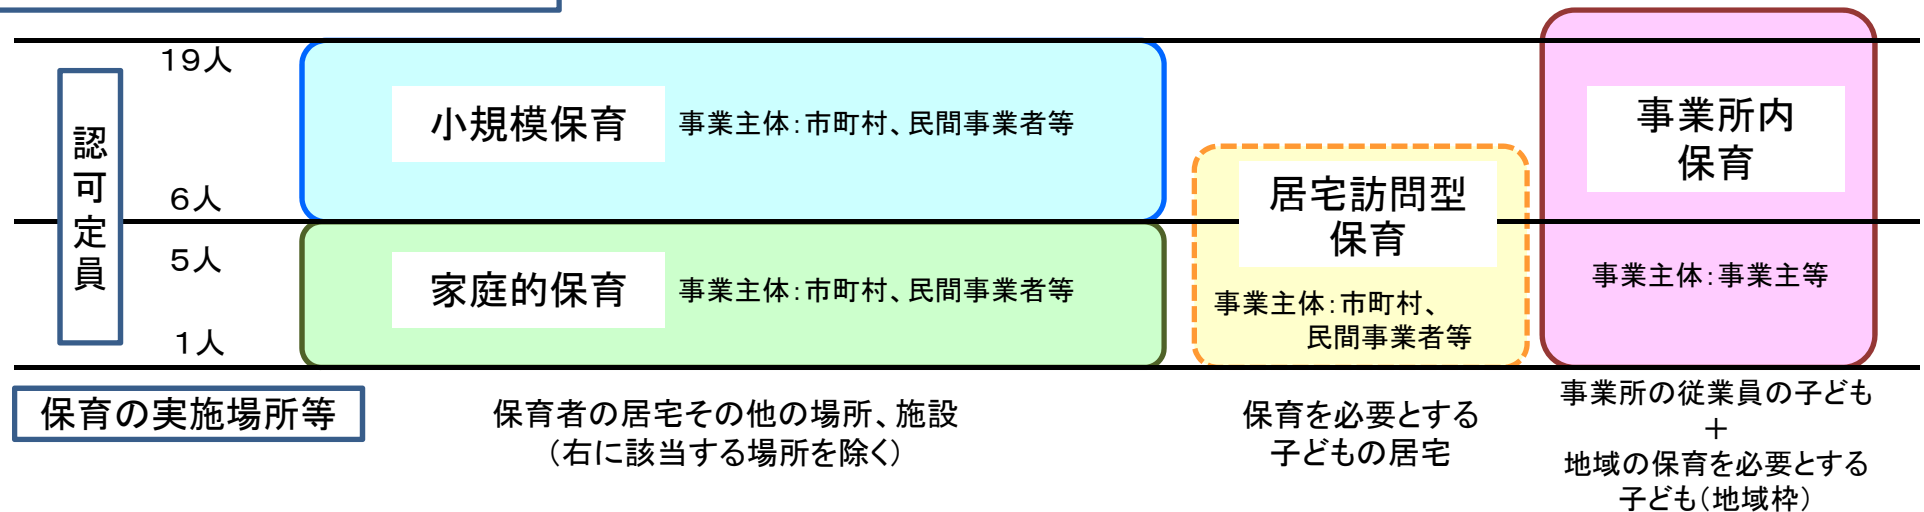 認可定員
19人
6人
5人
1人
小規模保育
事業主体：市町村、民間事業者等
家庭的保育
事業主体：市町村、民間事業者等
居宅訪問型
保育
事業主体：市町村、
民間事業者等
事業所内
保育
事業主体：事業主等
保育の実施場所等
保育者の居宅その他の場所、施設
（右に該当する場所を除く）
保育を必要とする
子どもの居宅
事業所の従業員の子ども
＋
地域の保育を必要とする
子ども（地域枠）